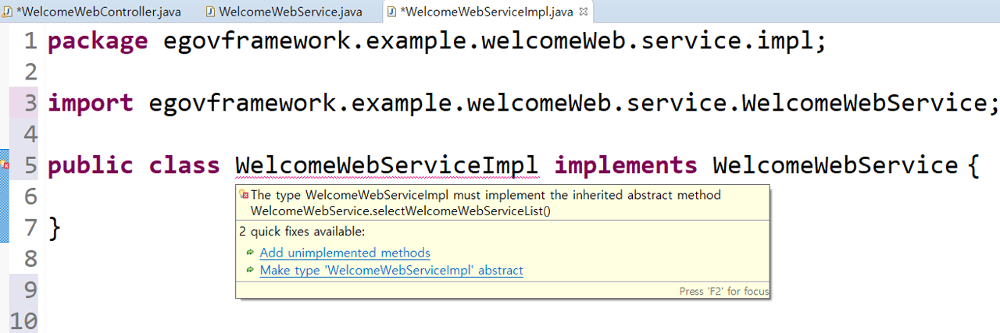 *WelcomeWebController.java WelcomeWebService.java *WelcomeWebServiceImpl.java
1 package egovframework.example.welcomeWeb.service.impl;
2
3 import egovframework.example.welcomeWeb.service.WelcomeWebService;
4
5 public class WelcomeWebServiceImpl implements WelcomeWebService {
6
The type WelcomeWebServiceImpl must implement the inherited abstract method
WelcomeWebService.selectWelcomeWebServiceList()
7 }
2 quick fixes available:
8
Add unimplemented methods
Make type 'WelcomeWebServiceImpl' abstract
9
Press 'F2' for focus
10